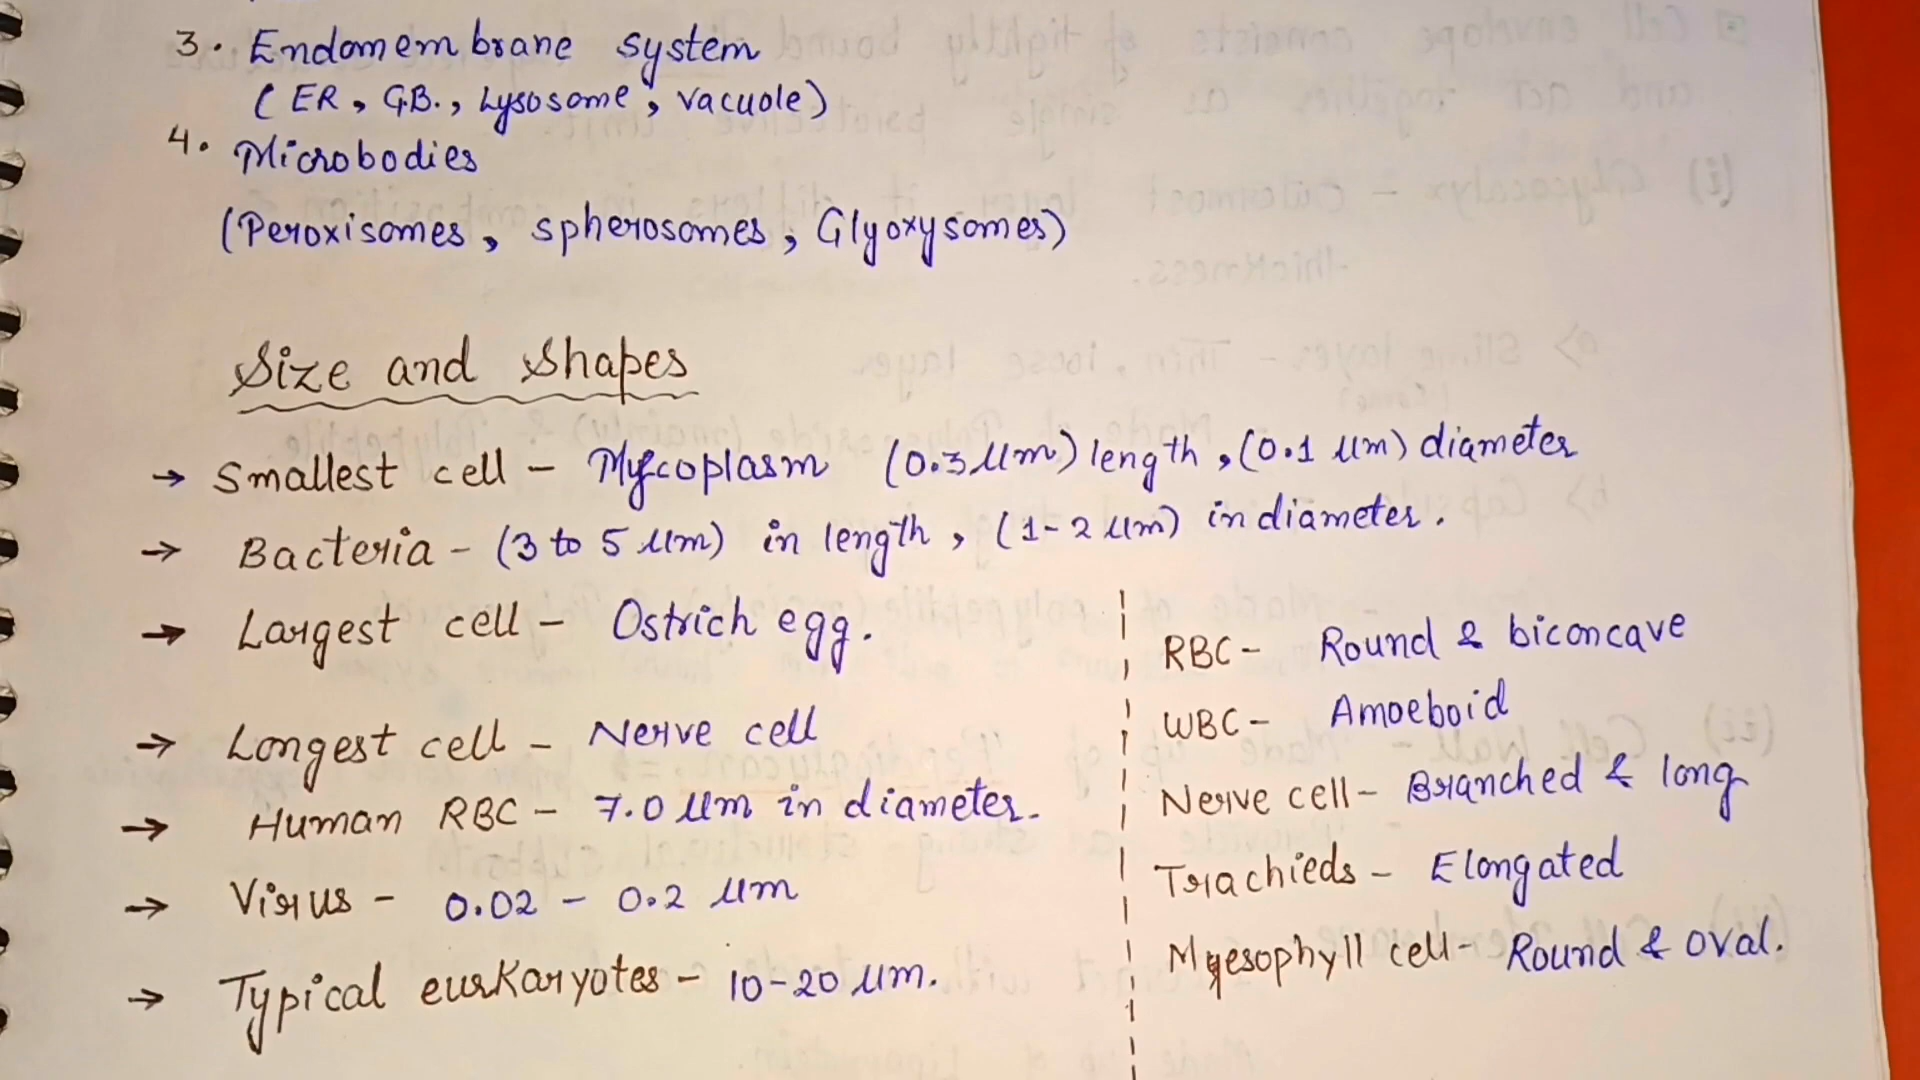 3. Endomembrane system
(ER, G.B., Lysosome, vacuole)
4. Microbodies
(Peroxisomes, spherosomes, Glyoxysomes)
Size and Shapes
→ Smallest cell - Mycoplasm (0.3 μm) length, (0.1 μm) diameter
→ Bacteria - (3 to 5 μm) in length, (1-2 μm) in diameter.
→ Largest cell - Ostrich egg.
→ Longest cell - Nerve cell
→ Human RBC - 7.0 μm in diameter.
→ Virus - 0.02 - 0.2 μm
→ Typical eurkaryotes - 10-20 μm.
RBC - Round & biconcave
WBC - Amoeboid
Nerve cell - Branched & long
Trachieds - Elongated
Mesophyll cell - Round & oval.